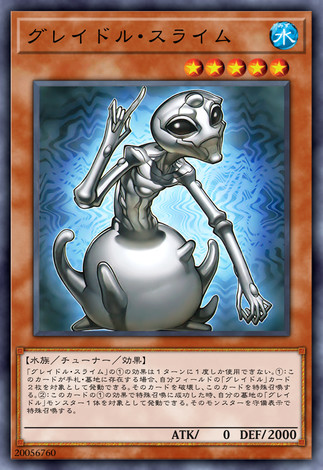 グレイドル・スライム
水
【水族／チューナー／効果】
「グレイドル・スライム」の①の効果は１ターンに１度しか使用できない。①：こ
のカードが手札・墓地に存在する場合、自分フィールドの「グレイドル」カード
２枚を対象として発動できる。そのカードを破壊し、このカードを特殊召喚す
る。②：このカードの①の効果で特殊召喚に成功した時、自分の墓地の「グレイ
ドル」モンスター１体を対象として発動できる。そのモンスターを守備表示で
特殊召喚する。
ATK/ 0 DEF/2000
20056760